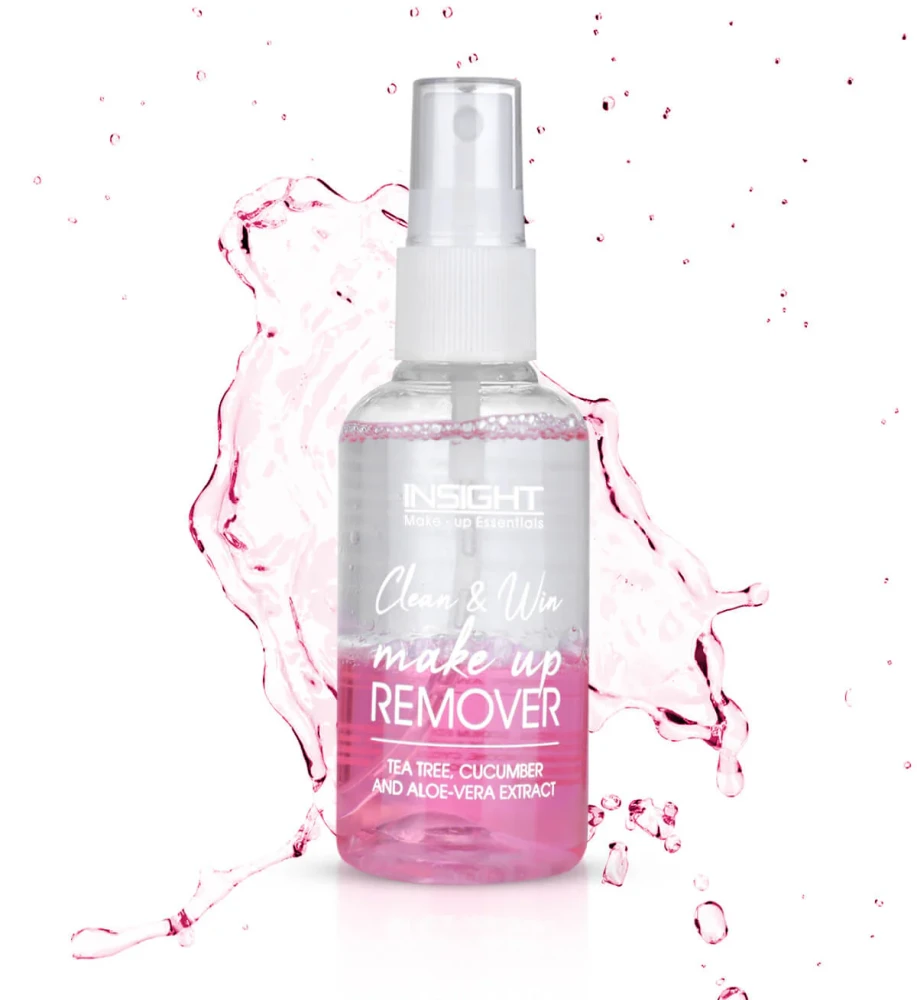 INSIGHT
Make-up Essentials
Clean & Win
make up
REMOVER
TEA TREE, CUCUMBER
AND ALOE-VERA EXTRACT